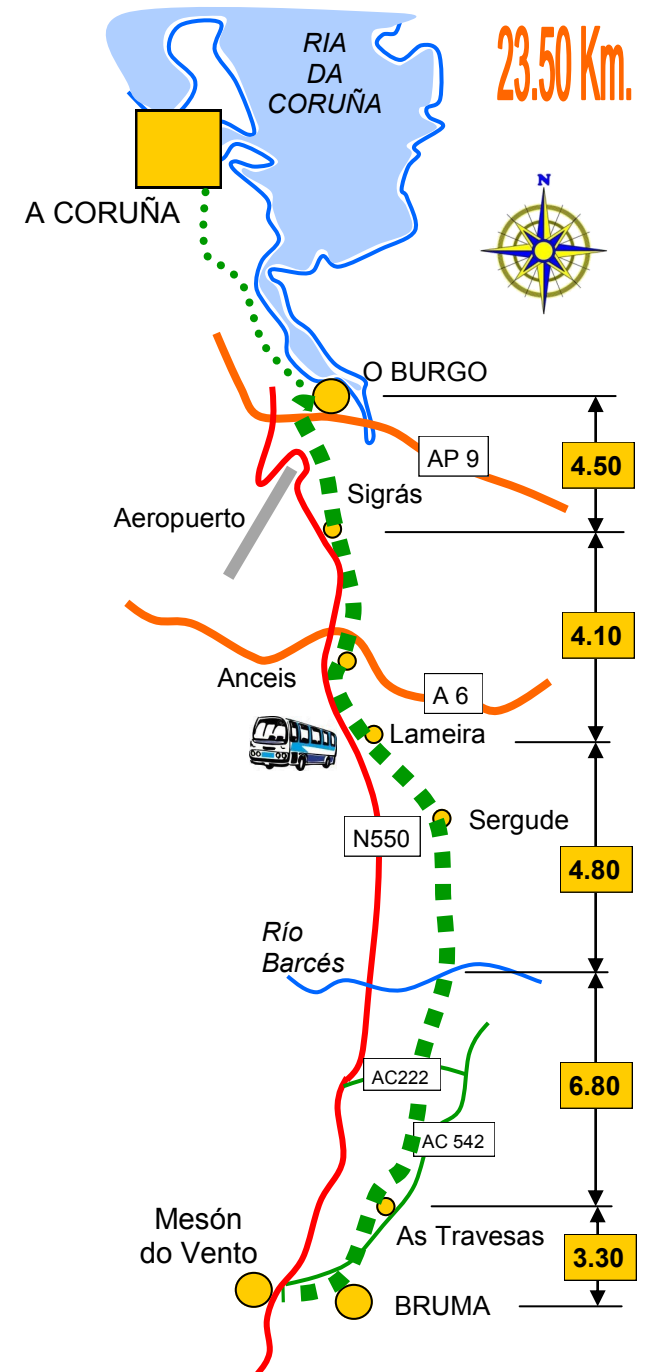 RIA
DA
CORUÑA
23.50 Km.
N
A CORUÑA
O BURGO
AP 9
4.50
Sigrás
Aeropuerto
4.10
Anceis
A 6
Lameira
Sergude
N550
4.80
Río
Barcés
AC222
6.80
AC 542
As Travesas
Mesón
do Vento
3.30
BRUMA